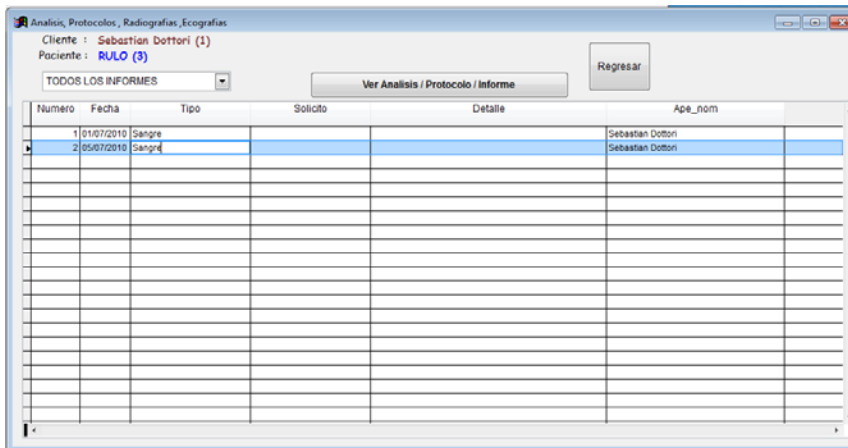 Analisis, Protocolos , Radiografias ,Ecografias
Cliente : Sebastian Dottori (1)
Paciente : RULO (3)
Regresar
TODOS LOS INFORMES
Ver Analisis / Protocolo / Informe
Numero Fecha Tipo Solicito Detalle Ape_nom
1 01/07/2010 Sangre Sebastian Dottori
2 05/07/2010 Sangre Sebastian Dottori